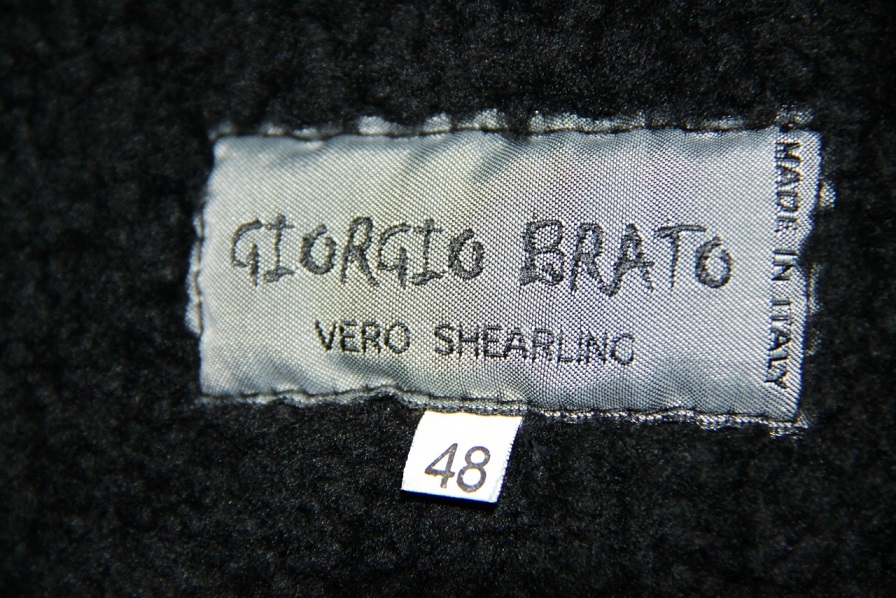 GIORGIO BRATO
VERO SHEARLING
MADE IN ITALY
48